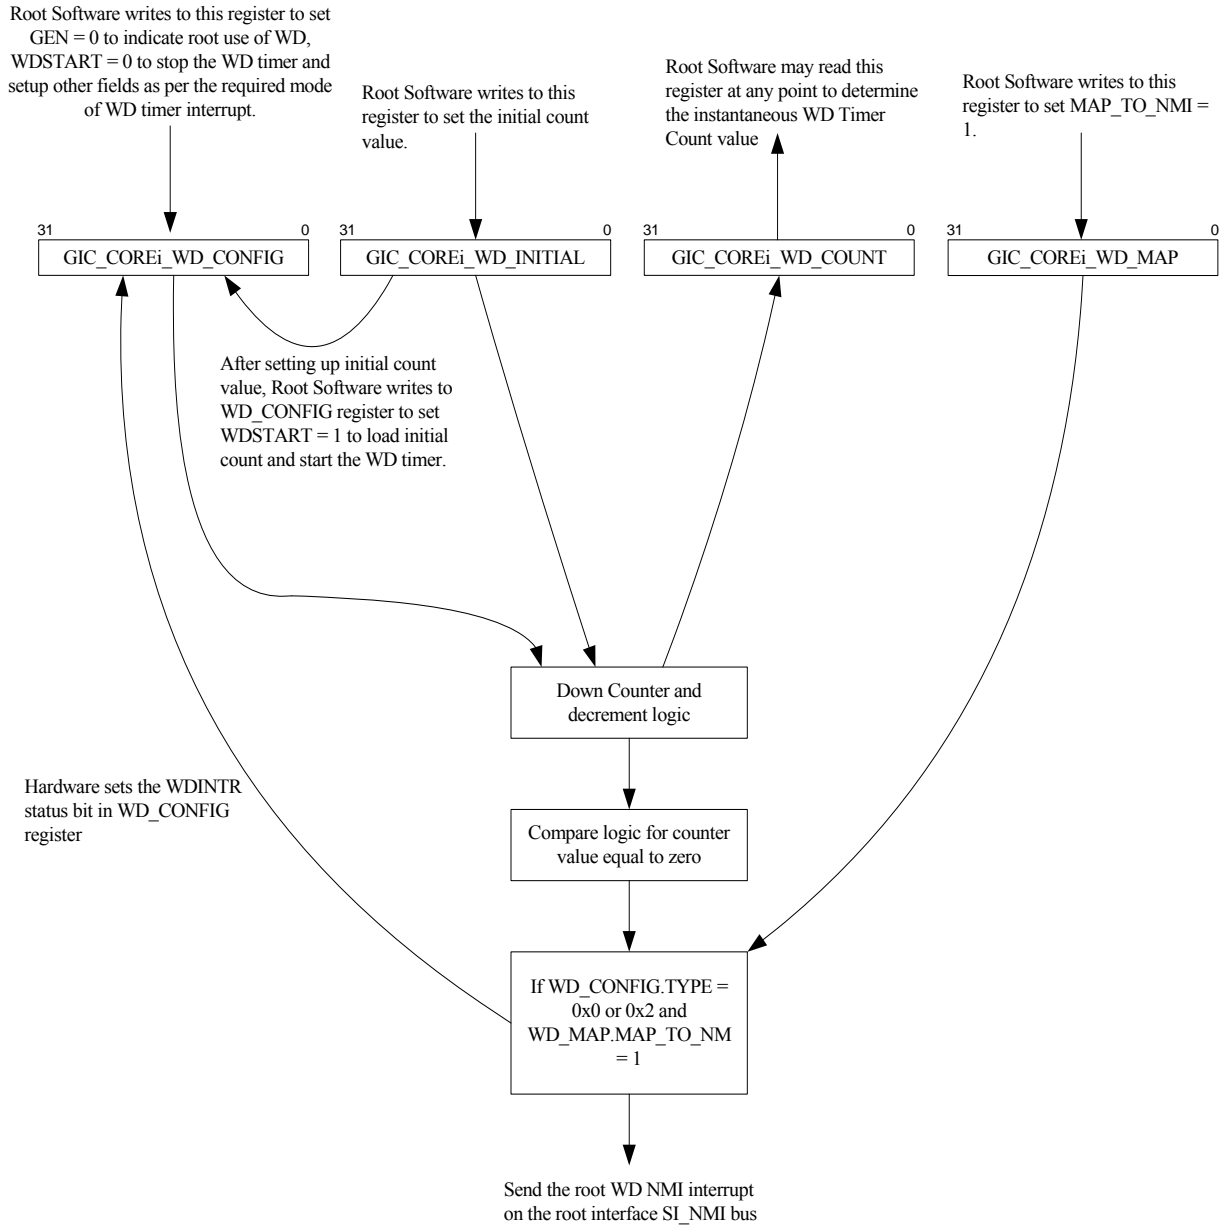 Root Software writes to this register to set
GEN = 0 to indicate root use of WD,
WDSTART = 0 to stop the WD timer and
setup other fields as per the required mode
of WD timer interrupt.
Root Software writes to this
register to set the initial count
value.
Root Software may read this
register at any point to determine
the instantaneous WD Timer
Count value
Root Software writes to this
register to set MAP_TO_NMI =
1.
31 0
GIC_COREi_WD_CONFIG
31 0
GIC_COREi_WD_INITIAL
31 0
GIC_COREi_WD_COUNT
31 0
GIC_COREi_WD_MAP
After setting up initial count
value, Root Software writes to
WD_CONFIG register to set
WDSTART = 1 to load initial
count and start the WD timer.
Down Counter and
decrement logic
Hardware sets the WDINTR
status bit in WD_CONFIG
register
Compare logic for counter
value equal to zero
If WD_CONFIG.TYPE =
0x0 or 0x2 and
WD_MAP.MAP_TO_NM
= 1
Send the root WD NMI interrupt
on the root interface SI_NMI bus